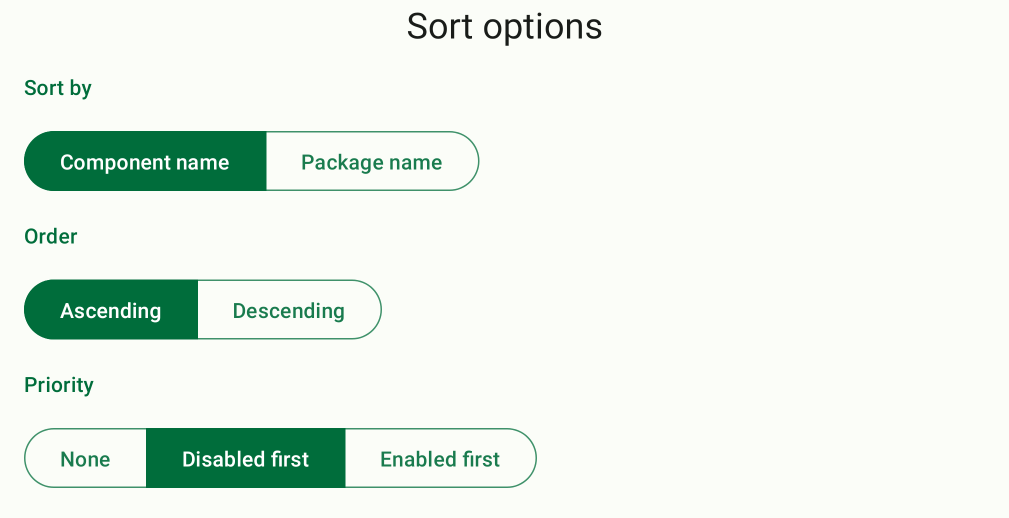 Sort options
Sort by
Component name Package name
Order
Ascending Descending
Priority
None Disabled first Enabled first